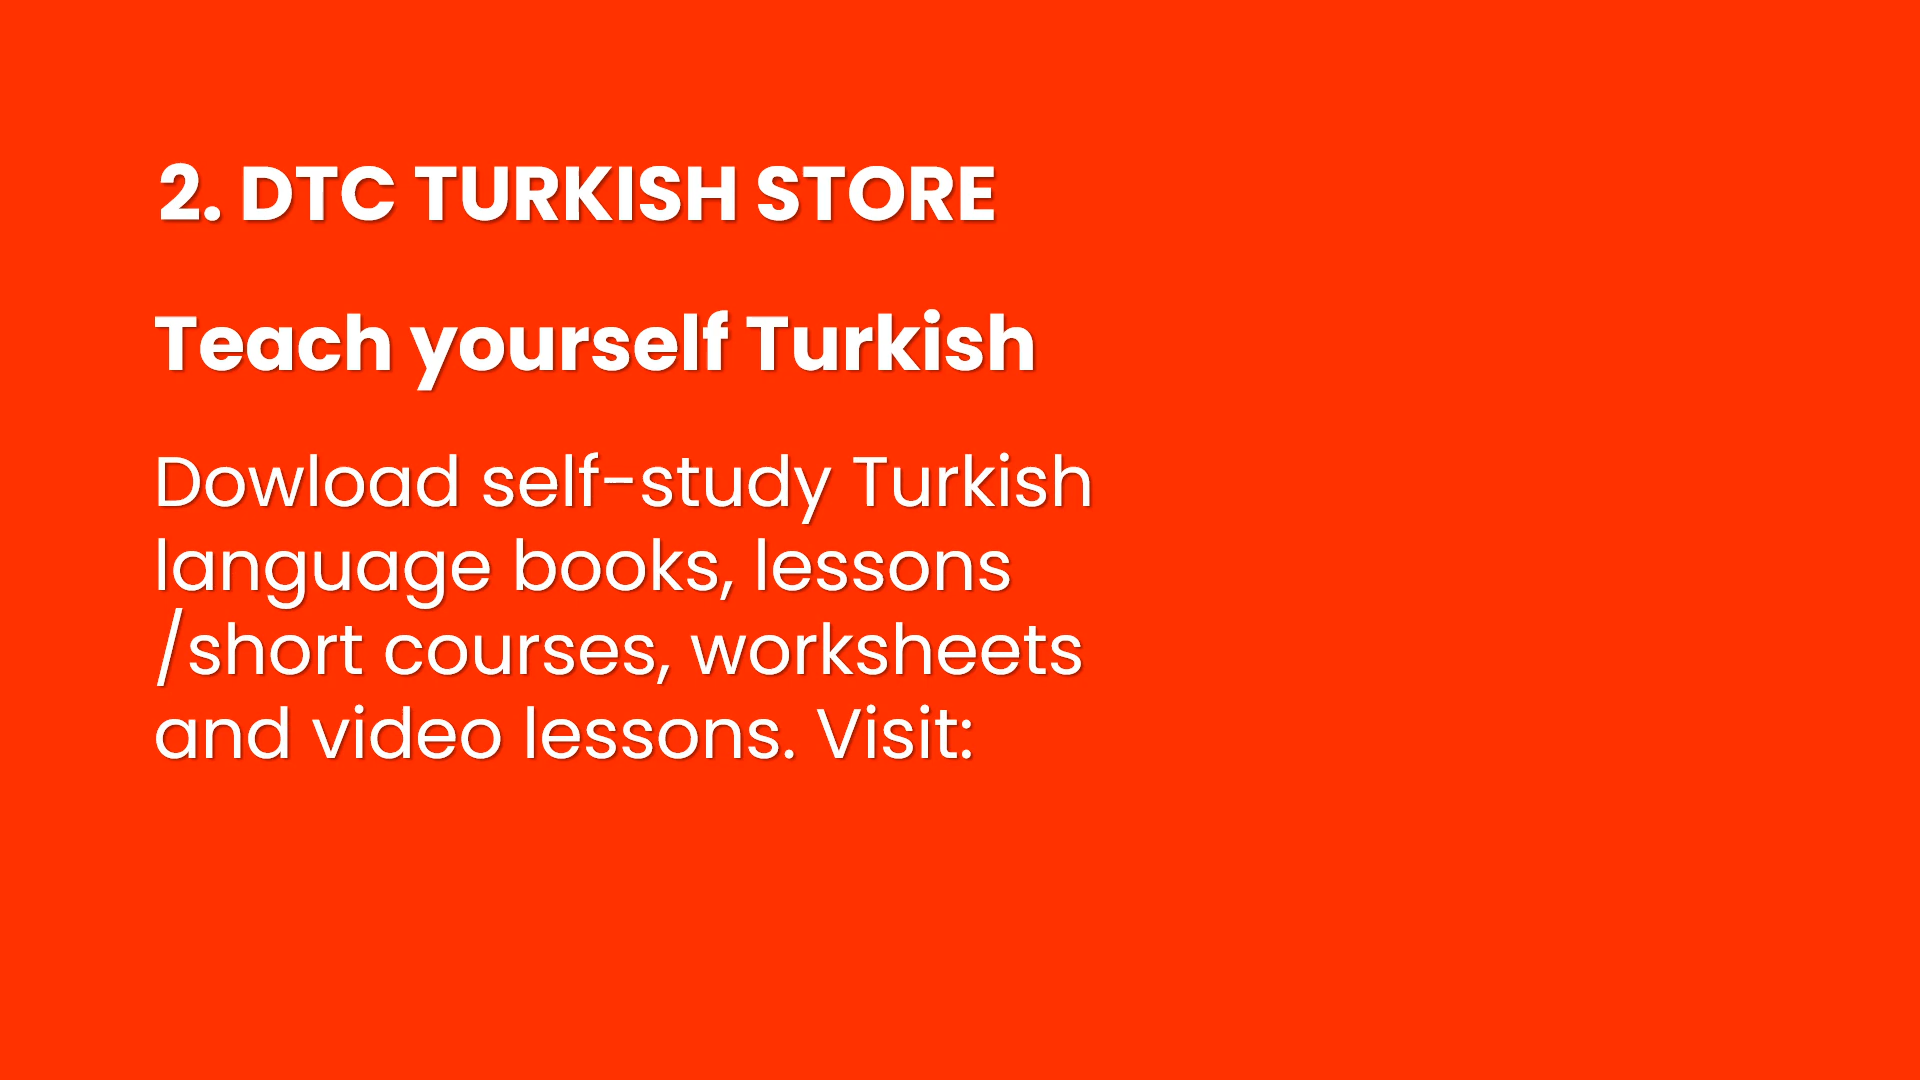 2. DTC TURKISH STORE
Teach yourself Turkish
Dowload self-study Turkish
language books, lessons
/short courses, worksheets
and video lessons. Visit: